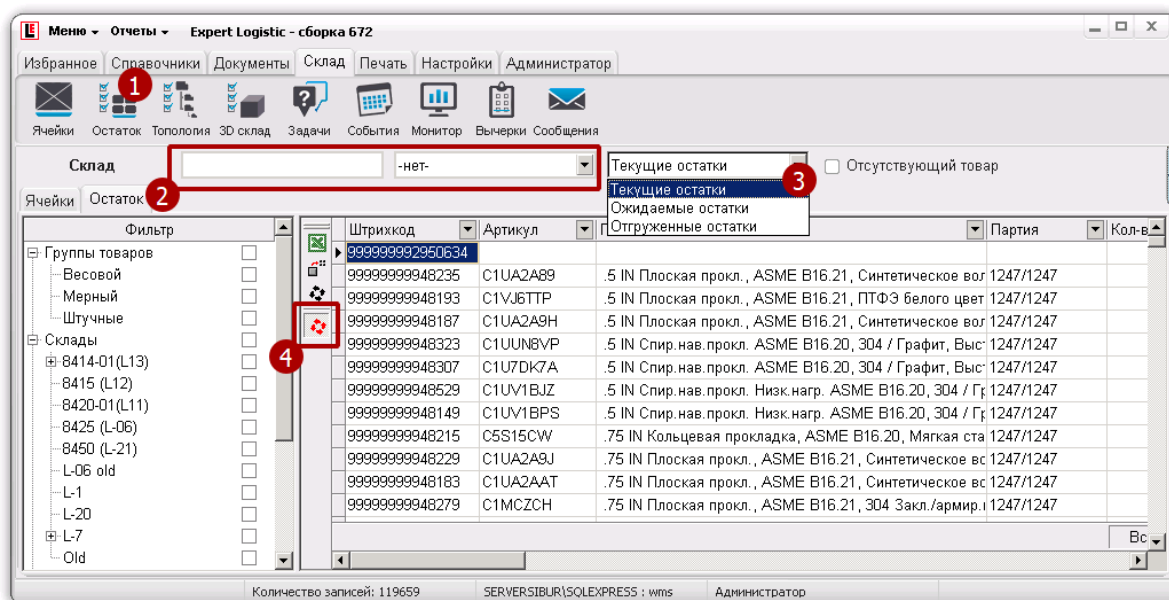 LE Меню Отчеты Expert Logistic - сборка 672
Избранное Справочники Документы Склад Печать Настройки Администратор
1
Ячейки Остаток Топология 3D склад Задачи События Монитор Вычерки Сообщения
Склад -нет- Текущие остатки Отсутствующий товар
2 3
Текущие остатки
Ожидаемые остатки
Отгруженные остатки
Ячейки Остаток
Фильтр
Группы товаров
Весовой
Мерный
Штучные
Склады
8414-01(L13)
8415 (L12)
8420-01(L11)
8425 (L-06)
8450 (L-21)
L-06 old
L-1
L-20
L-7
Old
4
Штрихкод Артикул Партия Кол-в
999999992950634
99999999948235 C1UA2A89 .5 IN Плоская прокл., ASME B16.21, Синтетическое вол 1247/1247
99999999948193 C1VJ6TTP .5 IN Плоская прокл., ASME B16.21, ПТФЭ белого цвет 1247/1247
99999999948187 C1UA2A9H .5 IN Плоская прокл., ASME B16.21, Синтетическое вол 1247/1247
99999999948323 C1UUN8VP .5 IN Спир.нав.прокл. ASME B16.20, 304 / Графит, Выс 1247/1247
99999999948307 C1U7DK7A .5 IN Спир.нав.прокл. ASME B16.20, 304 / Графит, Выс 1247/1247
99999999948529 C1UV1BJZ .5 IN Спир.нав.прокл. Низк.нагр. ASME B16.20, 304 / Гр 1247/1247
99999999948149 C1UV1BPS .5 IN Спир.нав.прокл. Низк.нагр. ASME B16.20, 304 / Гр 1247/1247
99999999948215 C5S15CW .75 IN Кольцевая прокладка, ASME B16.20, Мягкая ста 1247/1247
99999999948229 C1UA2A9J .75 IN Плоская прокл., ASME B16.21, Синтетическое вс 1247/1247
99999999948183 C1UA2AAT .75 IN Плоская прокл., ASME B16.21, Синтетическое вс 1247/1247
99999999948279 C1MCZCH .75 IN Плоская прокл., ASME B16.21, 304 Закл./армир. 1247/1247
Вс
Количество записей: 119659 SERVERSIBUR\SQLEXPRESS : wms Администратор